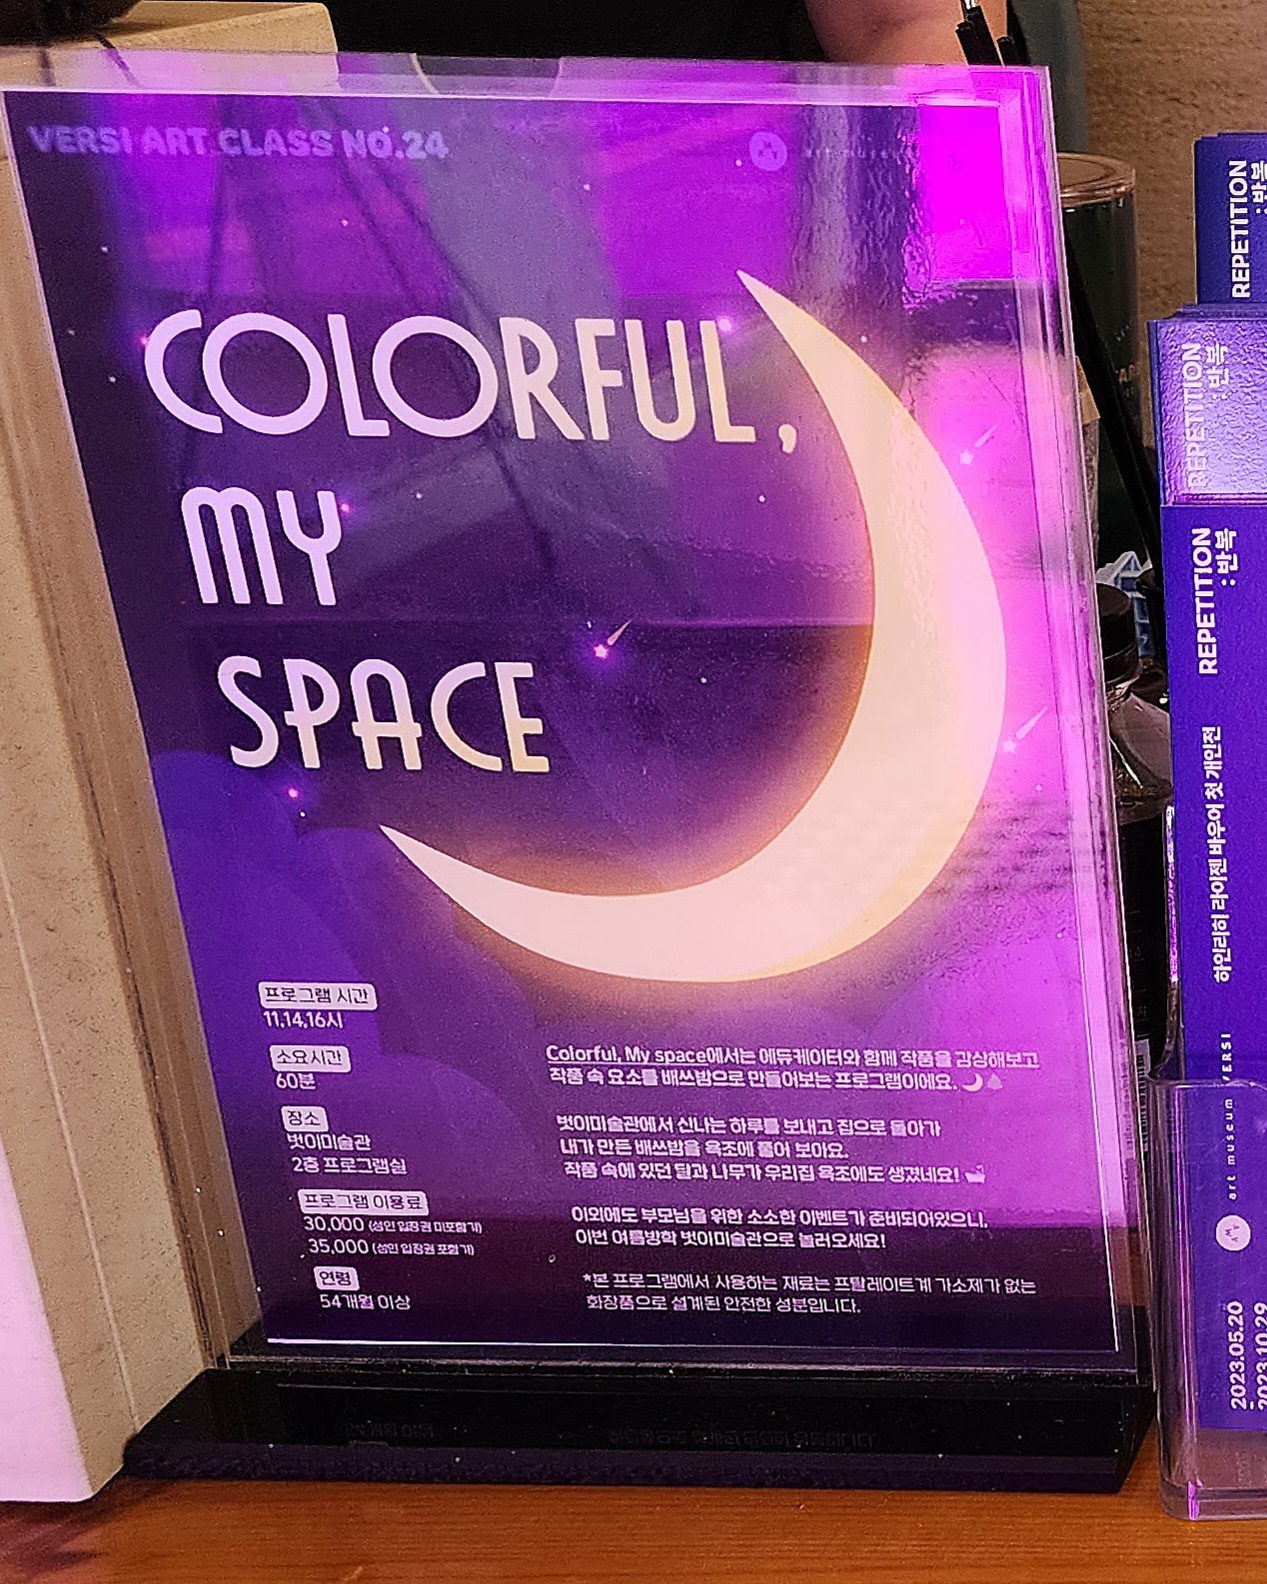 VERSI ART CLASS NO.24
art museum
COLORFUL,
MY
SPACE
프로그램 시간
11,14,16시
소요시간
60분
장소
벗이미술관
2층 프로그램실
프로그램 이용료
30,000 (성인 입장권 미포함가)
35,000 (성인 입장권 포함가)
연령
54개월 이상
Colorful, My space에서는 에듀케이터와 함께 작품을 감상해보고
작품 속 요소를 배쓰밤으로 만들어보는 프로그램이에요.
벗이미술관에서 신나는 하루를 보내고 집으로 돌아가
내가 만든 배쓰밤을 욕조에 풀어 보아요.
작품 속에 있던 달과 나무가 우리집 욕조에도 생겼네요!
이외에도 부모님을 위한 소소한 이벤트가 준비되어있으니,
이번 여름방학 벗이미술관으로 놀러오세요!
*본 프로그램에서 사용하는 재료는 프탈레이트계 가소제가 없는
화장품으로 설계된 안전한 성분입니다.
REPETITION
:반복
REPETITION
:반복
REPETITION
:반복
하인리히 라이젠바우어 첫 개인전
art museum VERSI
2023.05.20
2023.10.29